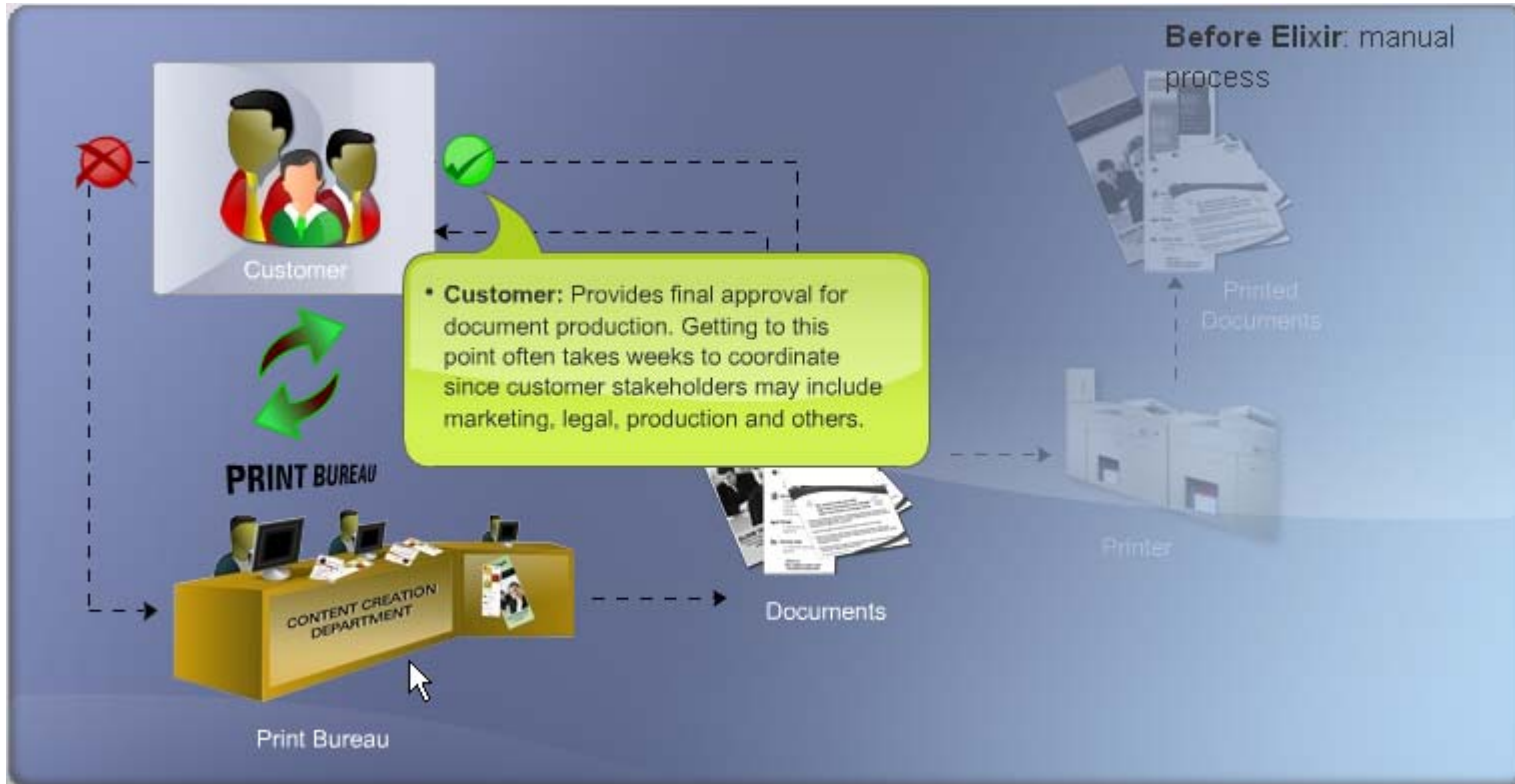 Before Elixir: manual
process
Customer
• Customer: Provides final approval for
document production. Getting to this
point often takes weeks to coordinate
since customer stakeholders may include
marketing, legal, production and others.
Printed
Documents
PRINT BUREAU
CONTENT CREATION
DEPARTMENT
Documents
Printer
Print Bureau